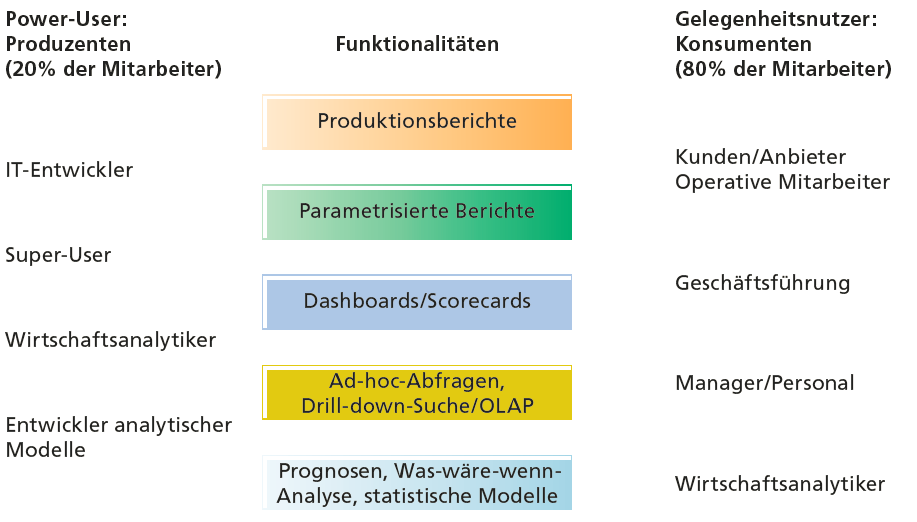 Power-User:
Produzenten
(20% der Mitarbeiter)
IT-Entwickler
Super-User
Wirtschaftsanalytiker
Entwickler analytischer
Modelle
Funktionalitäten
Produktionsberichte
Parametrisierte Berichte
Dashboards/Scorecards
Ad-hoc-Abfragen,
Drill-down-Suche/OLAP
Prognosen, Was-wäre-wenn-
Analyse, statistische Modelle
Gelegenheitsnutzer:
Konsumenten
(80% der Mitarbeiter)
Kunden/Anbieter
Operative Mitarbeiter
Geschäftsführung
Manager/Personal
Wirtschaftsanalytiker